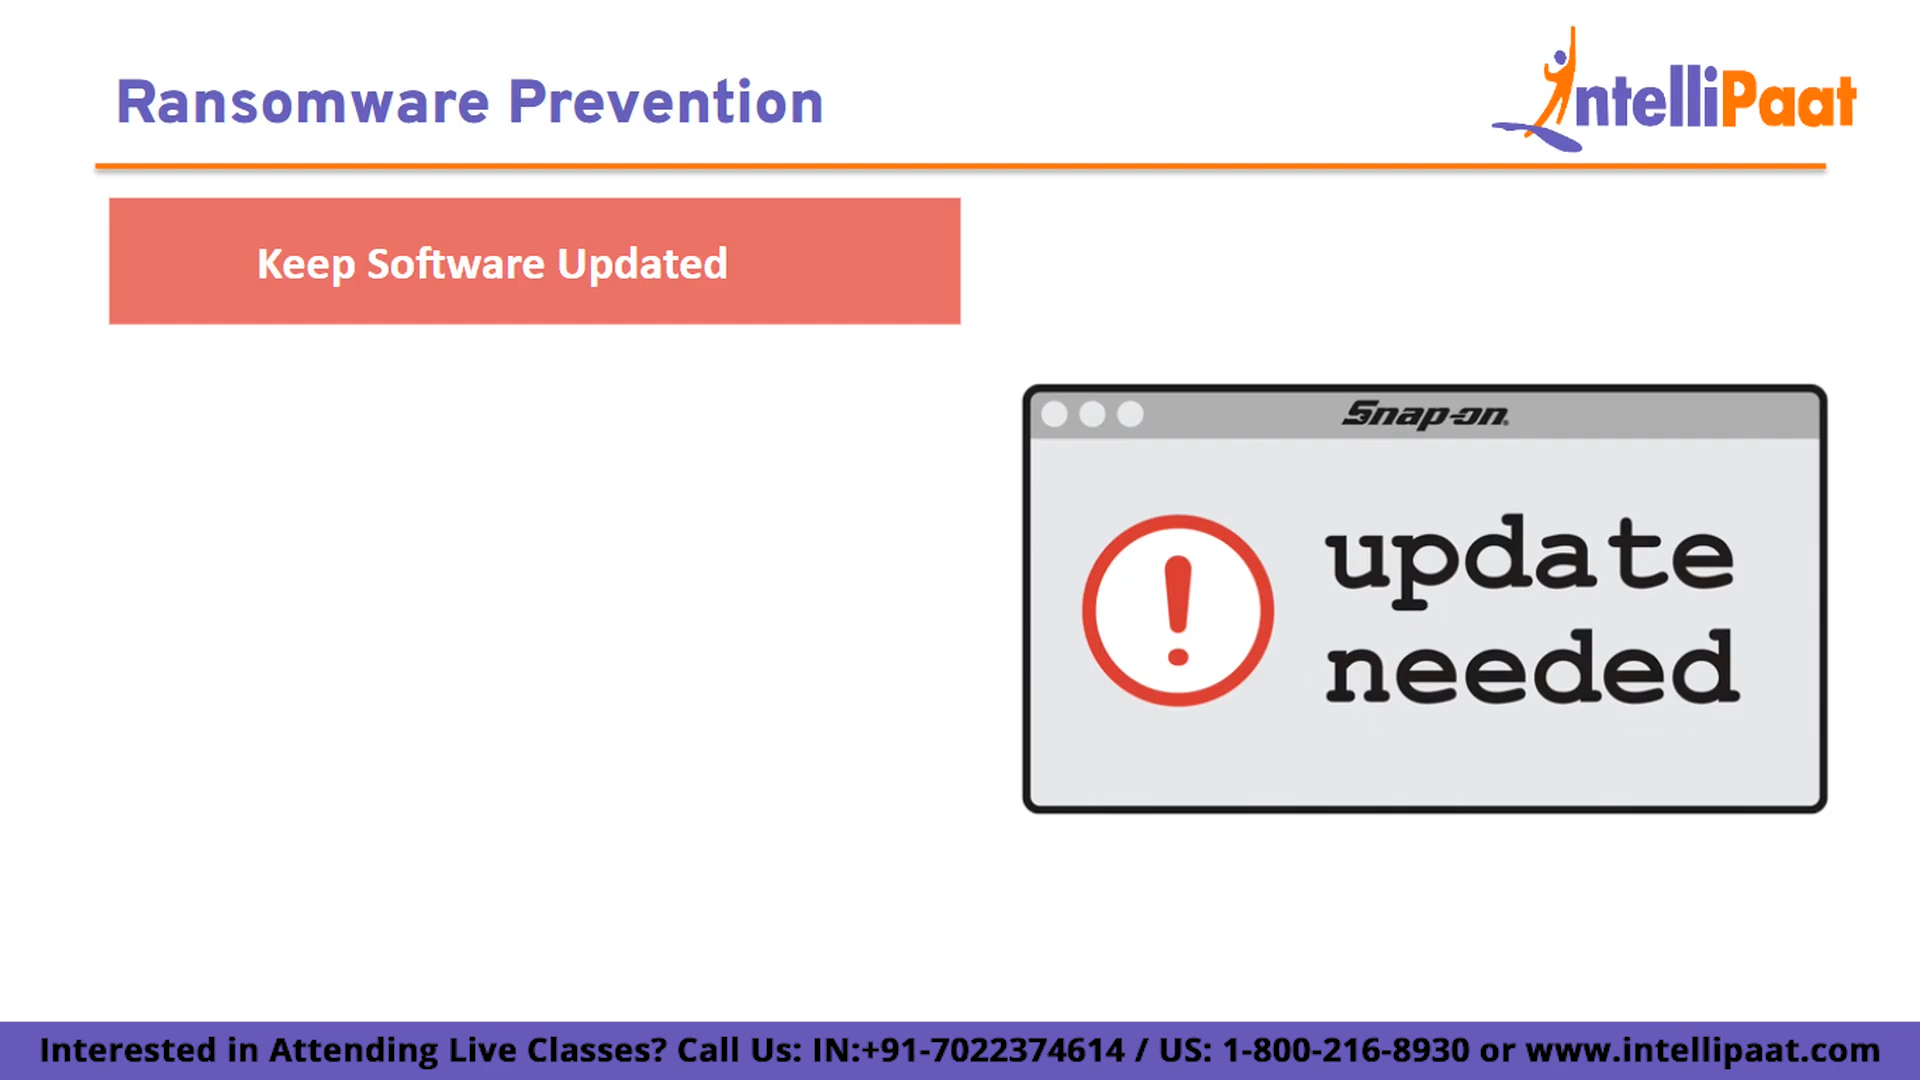 Ransomware Prevention
IntelliPaat
Keep Software Updated
Snap-on
update
needed
Interested in Attending Live Classes? Call Us: IN:+91-7022374614 / US: 1-800-216-8930 or www.intellipaat.com